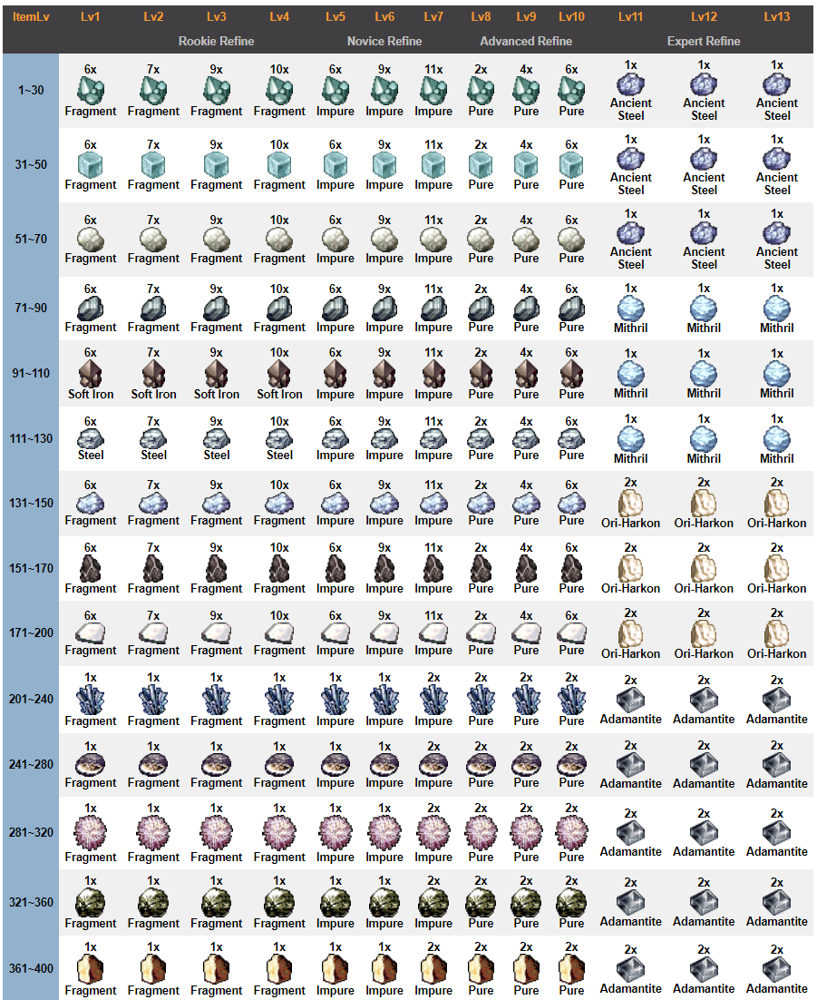 ItemLv Lv1 Lv2 Lv3 Lv4 Lv5 Lv6 Lv7 Lv8 Lv9 Lv10 Lv11 Lv12 Lv13
Rookie Refine Novice Refine Advanced Refine Expert Refine
6x 7x 9x 10x 6x 9x 11x 2x 4x 6x 1x 1x 1x
1~30
Fragment Fragment Fragment Fragment Impure Impure Impure Pure Pure Pure Ancient Steel Ancient Steel Ancient Steel
6x 7x 9x 10x 6x 9x 11x 2x 4x 6x 1x 1x 1x
31~50
Fragment Fragment Fragment Fragment Impure Impure Impure Pure Pure Pure Ancient Steel Ancient Steel Ancient Steel
6x 7x 9x 10x 6x 9x 11x 2x 4x 6x 1x 1x 1x
51~70
Fragment Fragment Fragment Fragment Impure Impure Impure Pure Pure Pure Ancient Steel Ancient Steel Ancient Steel
6x 7x 9x 10x 6x 9x 11x 2x 4x 6x 1x 1x 1x
71~90
Fragment Fragment Fragment Fragment Impure Impure Impure Pure Pure Pure Mithril Mithril Mithril
6x 7x 9x 10x 6x 9x 11x 2x 4x 6x 1x 1x 1x
91~110
Soft Iron Soft Iron Soft Iron Soft Iron Impure Impure Impure Pure Pure Pure Mithril Mithril Mithril
6x 7x 9x 10x 6x 9x 11x 2x 4x 6x 1x 1x 1x
111~130
Steel Steel Steel Steel Impure Impure Impure Pure Pure Pure Mithril Mithril Mithril
6x 7x 9x 10x 6x 9x 11x 2x 4x 6x 2x 2x 2x
131~150
Fragment Fragment Fragment Fragment Impure Impure Impure Pure Pure Pure Ori-Harkon Ori-Harkon Ori-Harkon
6x 7x 9x 10x 6x 9x 11x 2x 4x 6x 2x 2x 2x
151~170
Fragment Fragment Fragment Fragment Impure Impure Impure Pure Pure Pure Ori-Harkon Ori-Harkon Ori-Harkon
6x 7x 9x 10x 6x 9x 11x 2x 4x 6x 2x 2x 2x
171~200
Fragment Fragment Fragment Fragment Impure Impure Impure Pure Pure Pure Ori-Harkon Ori-Harkon Ori-Harkon
1x 1x 1x 1x 1x 1x 2x 2x 2x 2x 2x 2x 2x
201~240
Fragment Fragment Fragment Fragment Impure Impure Impure Pure Pure Pure Adamantite Adamantite Adamantite
1x 1x 1x 1x 1x 1x 2x 2x 2x 2x 2x 2x 2x
241~280
Fragment Fragment Fragment Fragment Impure Impure Impure Pure Pure Pure Adamantite Adamantite Adamantite
1x 1x 1x 1x 1x 1x 2x 2x 2x 2x 2x 2x 2x
281~320
Fragment Fragment Fragment Fragment Impure Impure Impure Pure Pure Pure Adamantite Adamantite Adamantite
1x 1x 1x 1x 1x 1x 2x 2x 2x 2x 2x 2x 2x
321~360
Fragment Fragment Fragment Fragment Impure Impure Impure Pure Pure Pure Adamantite Adamantite Adamantite
1x 1x 1x 1x 1x 1x 2x 2x 2x 2x 2x 2x 2x
361~400
Fragment Fragment Fragment Fragment Impure Impure Impure Pure Pure Pure Adamantite Adamantite Adamantite